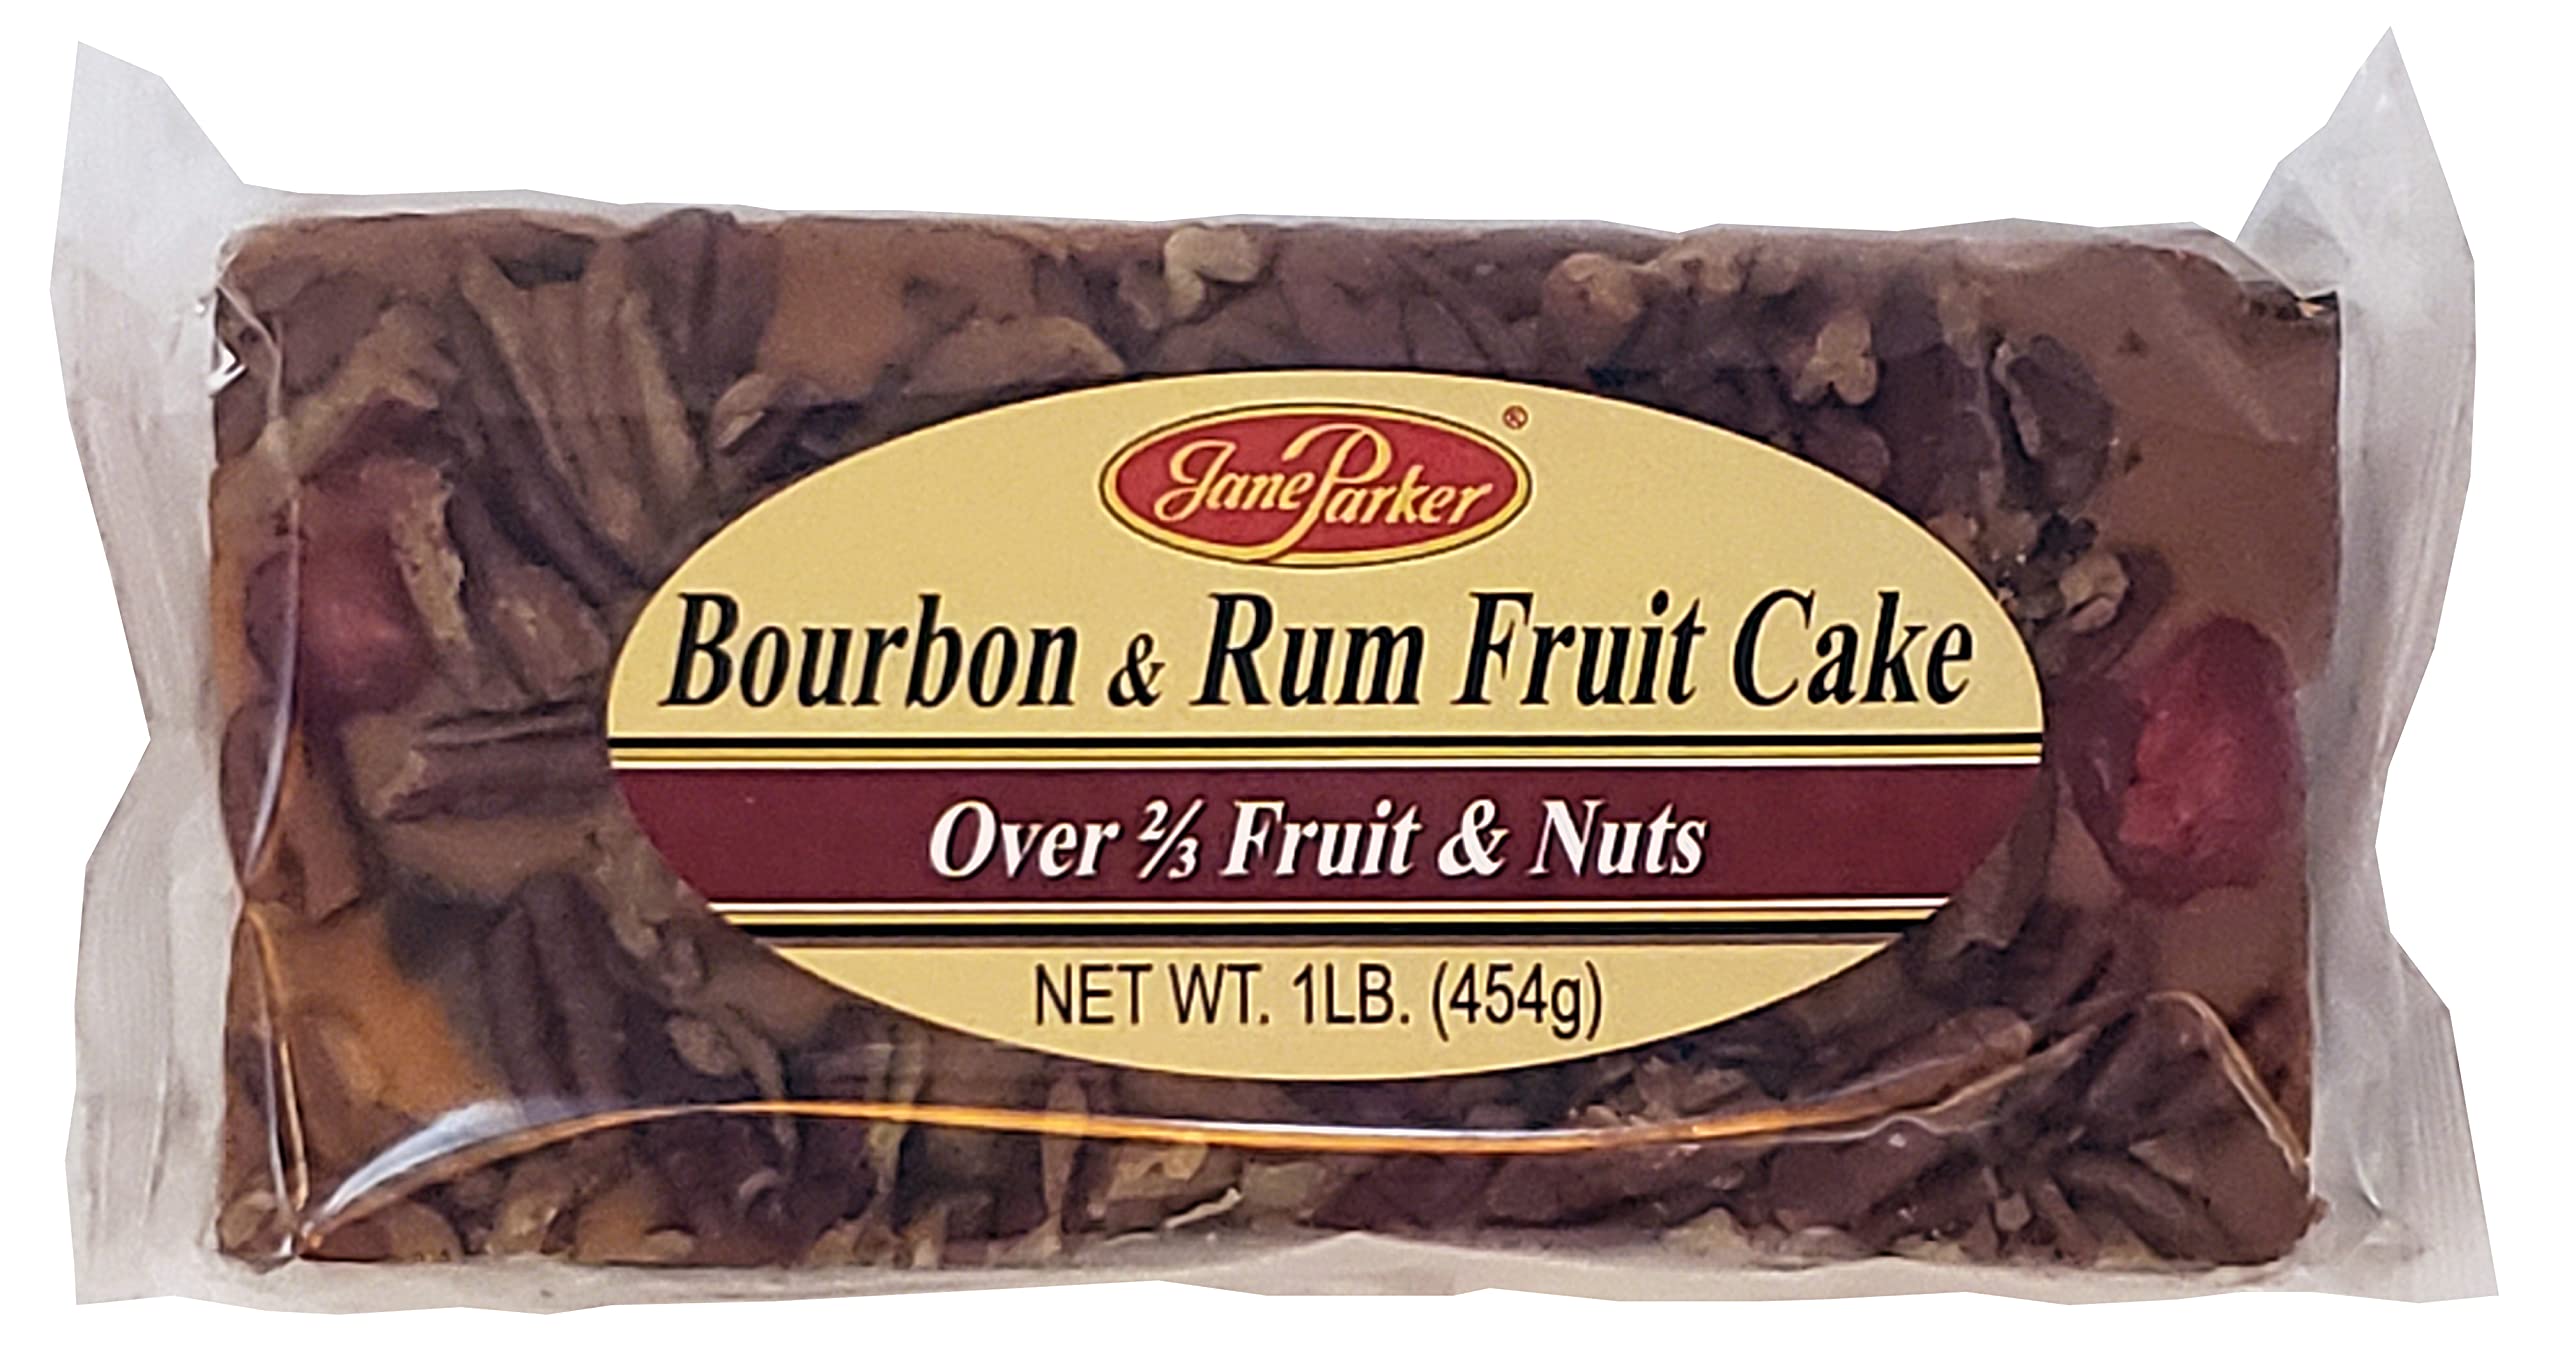 Jane Parker®
Bourbon & Rum Fruit Cake
Over ⅔ Fruit & Nuts
NET WT. 1LB. (454g)